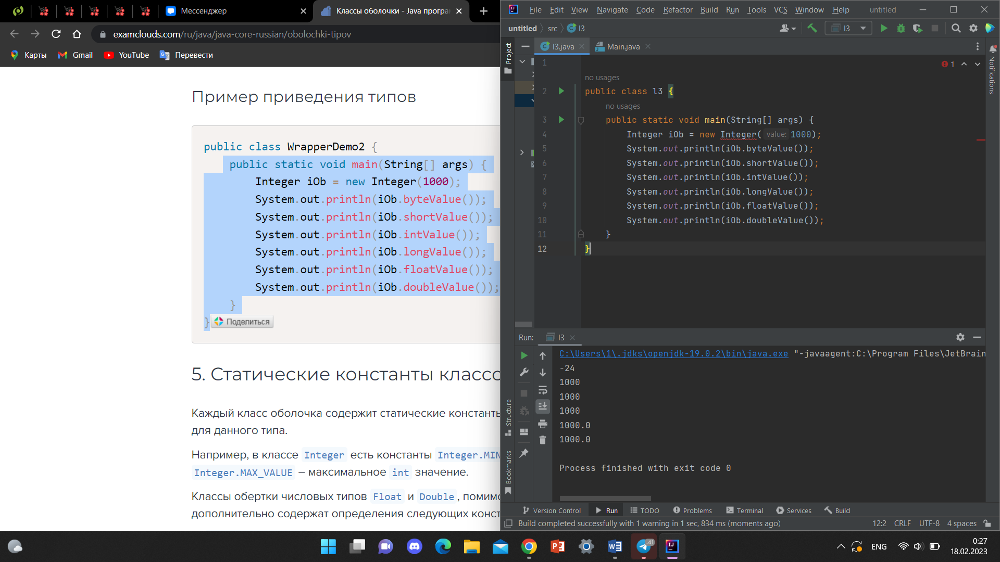 Мессенджер
Классы оболочки - Java програ
examclouds.com/ru/java/java-core-russian/obolochki-tipov
Карты Gmail YouTube Перевести
Пример приведения типов
public class WrapperDemo2 {
public static void main(String[] args) {
Integer iOb = new Integer(1000);
System.out.println(iOb.byteValue());
System.out.println(iOb.shortValue());
System.out.println(iOb.intValue());
System.out.println(iOb.longValue());
System.out.println(iOb.floatValue());
System.out.println(iOb.doubleValue());
}
}
Поделиться
5. Статические константы классо
Каждый класс оболочка содержит статические константы
для данного типа.
Например, в классе Integer есть константы Integer.MIN
Integer.MAX_VALUE – максимальное int значение.
Классы обертки числовых типов Float и Double , помимо
дополнительно содержат определения следующих конст
File Edit View Navigate Code Refactor Build Run Tools VCS Window Help untitled
untitled src l3
l3
Project
l3.java Main.java
Notifications
1
1
no usages
2 public class l3 {
no usages
3 public static void main(String[] args) {
4 Integer iOb = new Integer( value: 1000);
5 System.out.println(iOb.byteValue());
6 System.out.println(iOb.shortValue());
7 System.out.println(iOb.intValue());
8 System.out.println(iOb.longValue());
9 System.out.println(iOb.floatValue());
10 System.out.println(iOb.doubleValue());
11 }
12 }
Run: l3
C:\Users\1\.jdks\openjdk-19.0.2\bin\java.exe "-javaagent:C:\Program Files\JetBrain
-24
1000
1000
1000
1000.0
1000.0
Process finished with exit code 0
Structure
Bookmarks
Version Control Run TODO Problems Terminal Services Build
Build completed successfully with 1 warning in 1 sec, 834 ms (moments ago) 12:2 CRLF UTF-8 4 spaces
41
ENG
0:27
18.02.2023